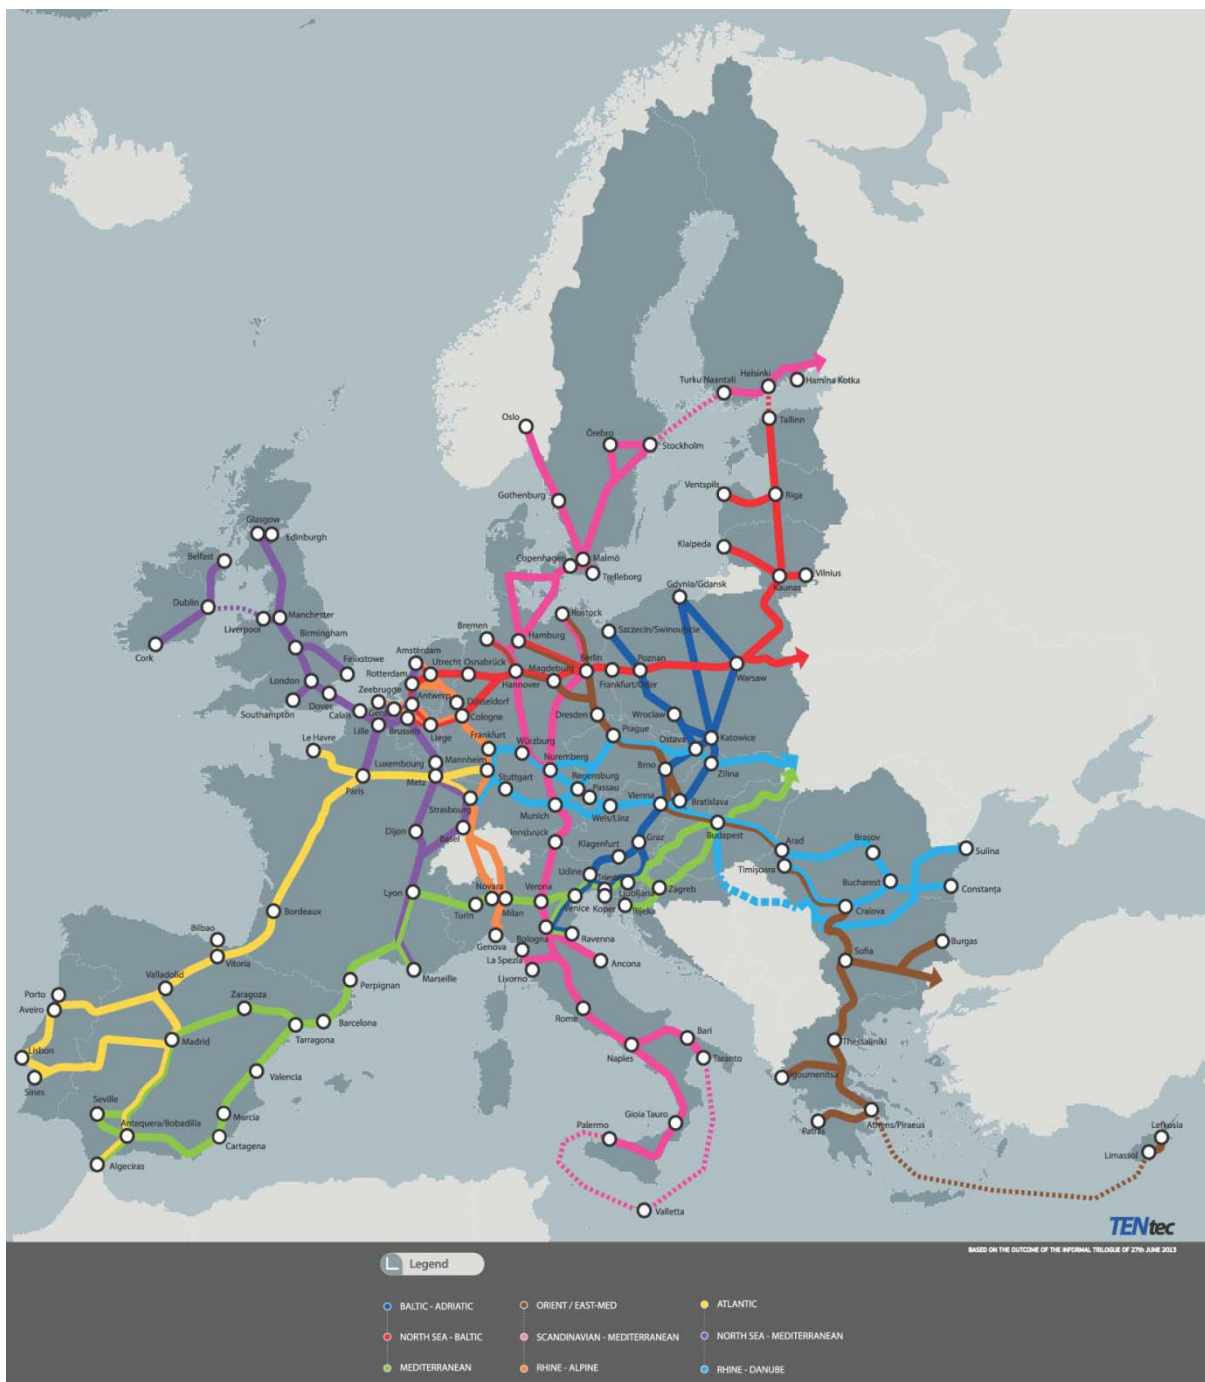 Helsinki
Turku Naantali
Hamina Kotka
Oslo
Örebro
Stockholm
Tallinn
Ventspils
Riga
Gothenburg
Glasgow
Edinburgh
Klaipeda
Belfast
Copenhagen
Malmö
Trelleborg
Vilnius
Kaunas
Gdynia/Gdansk
Dublin
Liverpool
Manchester
Rostock
Bremen
Szczecin/Swinoujscie
Birmingham
Hamburg
Cork
Felixstowe
Amsterdam
Utrecht
Osnabrück
Magdeburg
Berlin
Poznan
Rotterdam
London
Hannover
Frankfurt/Oder
Warsaw
Zeebrugge
Antwerp
Düsseldorf
Southampton
Dover
Calais
Gent
Cologne
Dresden
Wroclaw
Lille
Brussels
Liege
Frankfurt
Prague
Katowice
Le Havre
Würzburg
Ostava
Luxembourg
Mannheim
Nuremberg
Brno
Zilina
Paris
Metz
Stuttgart
Regensburg
Passau
Strasbourg
Munich
Wels/Linz
Vienna
Bratislava
Dijon
Basel
Innsbruck
Klagenfurt
Graz
Budapest
Arad
Braşov
Sulina
Timişoara
Udine
Trieste
Lyon
Novara
Verona
Ljubljana
Zagreb
Bucharest
Constanţa
Turin
Milan
Venice
Koper
Rijeka
Craiova
Bordeaux
Bilbao
Genova
Bologna
Ravenna
Burgas
Vitoria
La Spezia
Ancona
Sofia
Valladolid
Marseille
Livorno
Perpignan
Porto
Zaragoza
Aveiro
Rome
Barcelona
Tarragona
Madrid
Bari
Thessaliniki
Lisbon
Naples
Taranto
Valencia
Igoumenitsa
Sines
Seville
Murcia
Gioia Tauro
Antequera/Bobadilla
Palermo
Patras
Athens/Piraeus
Lefkosia
Cartagena
Limassol
Algeciras
Valletta
TENtec
BASED ON THE OUTCOME OF THE INFORMAL TRILOGUE OF 27th JUNE 2013
Legend
BALTIC - ADRIATIC
ORIENT / EAST-MED
ATLANTIC
NORTH SEA - BALTIC
SCANDINAVIAN - MEDITERRANEAN
NORTH SEA - MEDITERRANEAN
MEDITERRANEAN
RHINE - ALPINE
RHINE - DANUBE